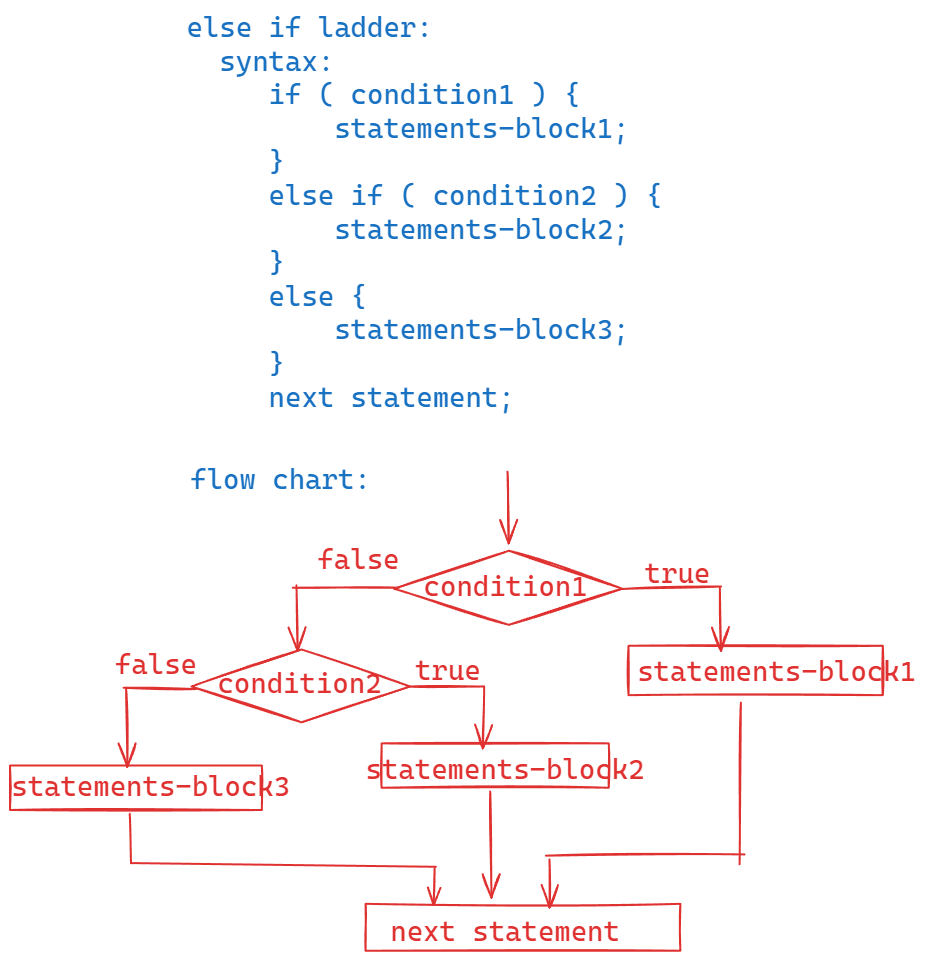 else if ladder:
syntax:
if ( condition1 ) {
statements-block1;
}
else if ( condition2 ) {
statements-block2;
}
else {
statements-block3;
}
next statement;
flow chart:
false
condition1
true
false
condition2
true
statements-block1
statements-block3
statements-block2
next statement